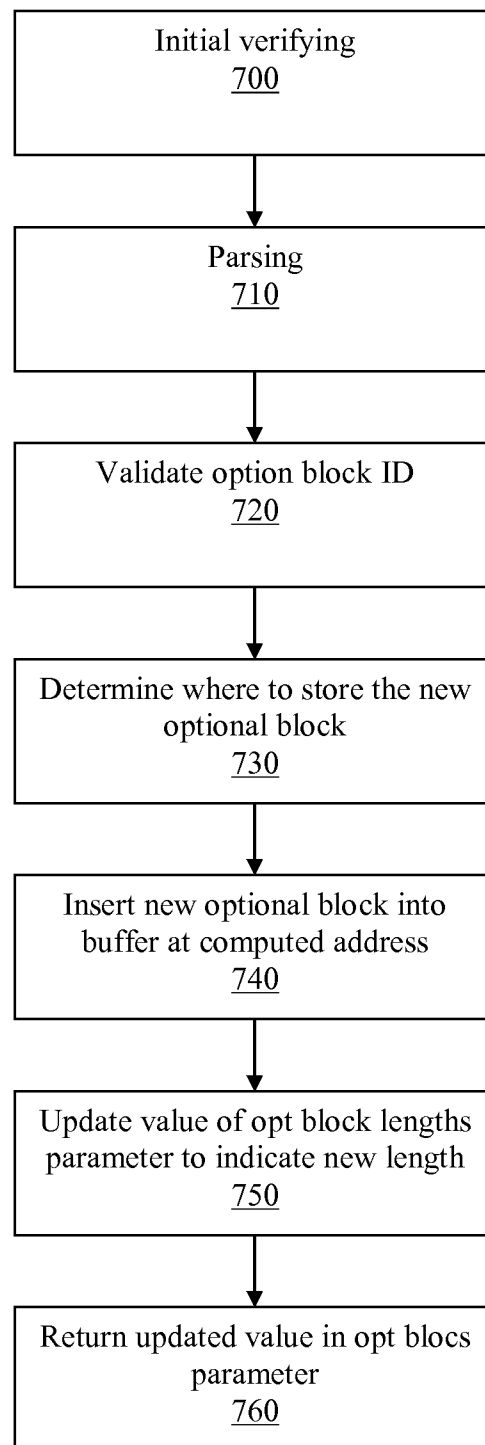 Initial verifying
700
Parsing
710
Validate option block ID
720
Determine where to store the new
optional block
730
Insert new optional block into
buffer at computed address
740
Update value of opt block lengths
parameter to indicate new length
750
Return updated value in opt blocs
parameter
760